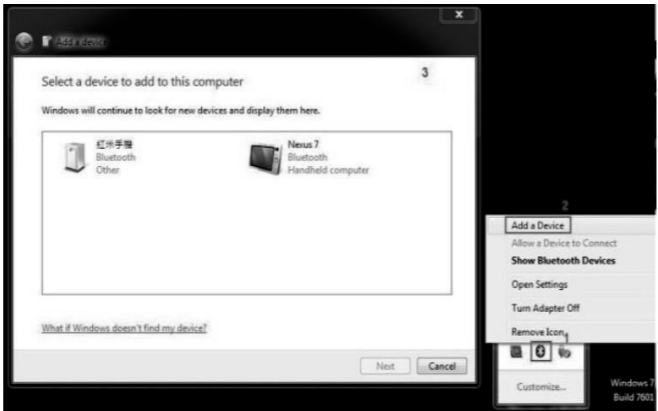 x
Add a device
3
Select a device to add to this computer
Windows will continue to look for new devices and display them here.
紅米手機
Bluetooth
Other
Nexus 7
Bluetooth
Handheld computer
What if Windows doesn't find my device?
Next
Cancel
2
Add a Device
Allow a Device to Connect
Show Bluetooth Devices
Open Settings
Turn Adapter Off
Remove Icon
1
Customize...
Windows 7
Build 7601